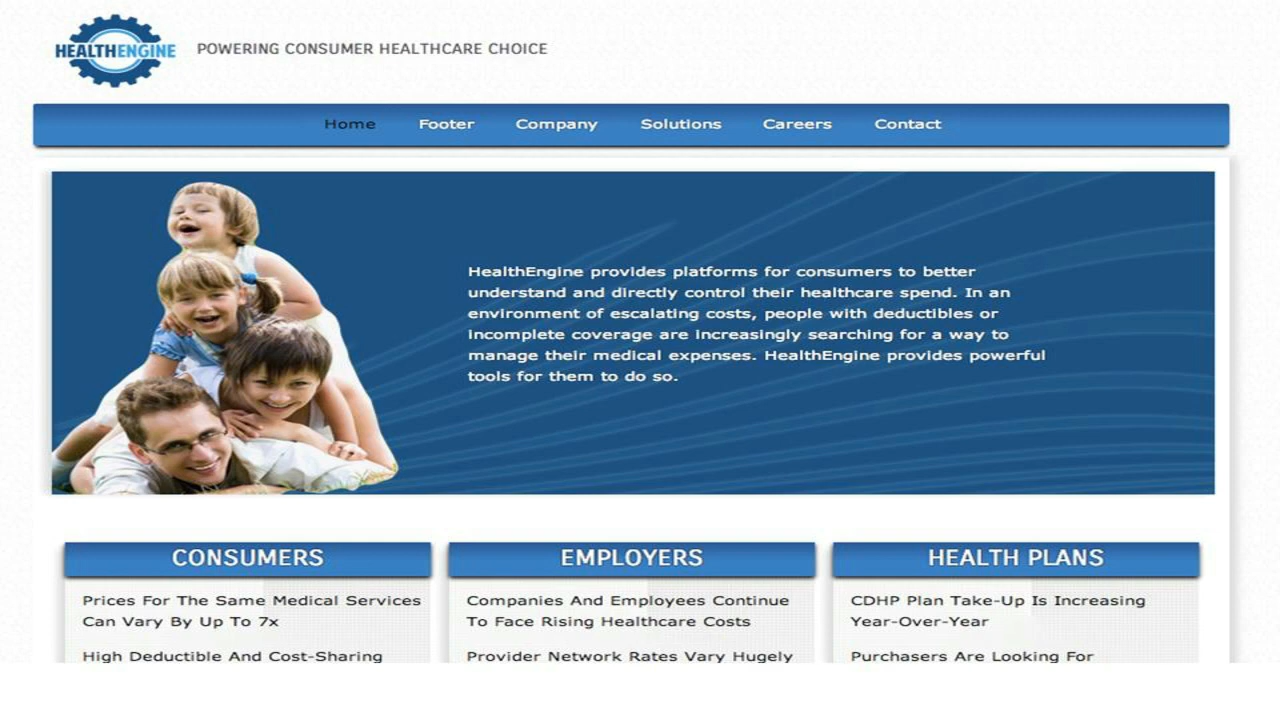 HEALTHENGINE POWERING CONSUMER HEALTHCARE CHOICE
Home Footer Company Solutions Careers Contact
HealthEngine provides platforms for consumers to better
understand and directly control their healthcare spend. In an
environment of escalating costs, people with deductibles or
incomplete coverage are increasingly searching for a way to
manage their medical expenses. HealthEngine provides powerful
tools for them to do so.
CONSUMERS
Prices For The Same Medical Services
Can Vary By Up To 7x
High Deductible And Cost-Sharing
EMPLOYERS
Companies And Employees Continue
To Face Rising Healthcare Costs
Provider Network Rates Vary Hugely
HEALTH PLANS
CDHP Plan Take-Up Is Increasing
Year-Over-Year
Purchasers Are Looking For